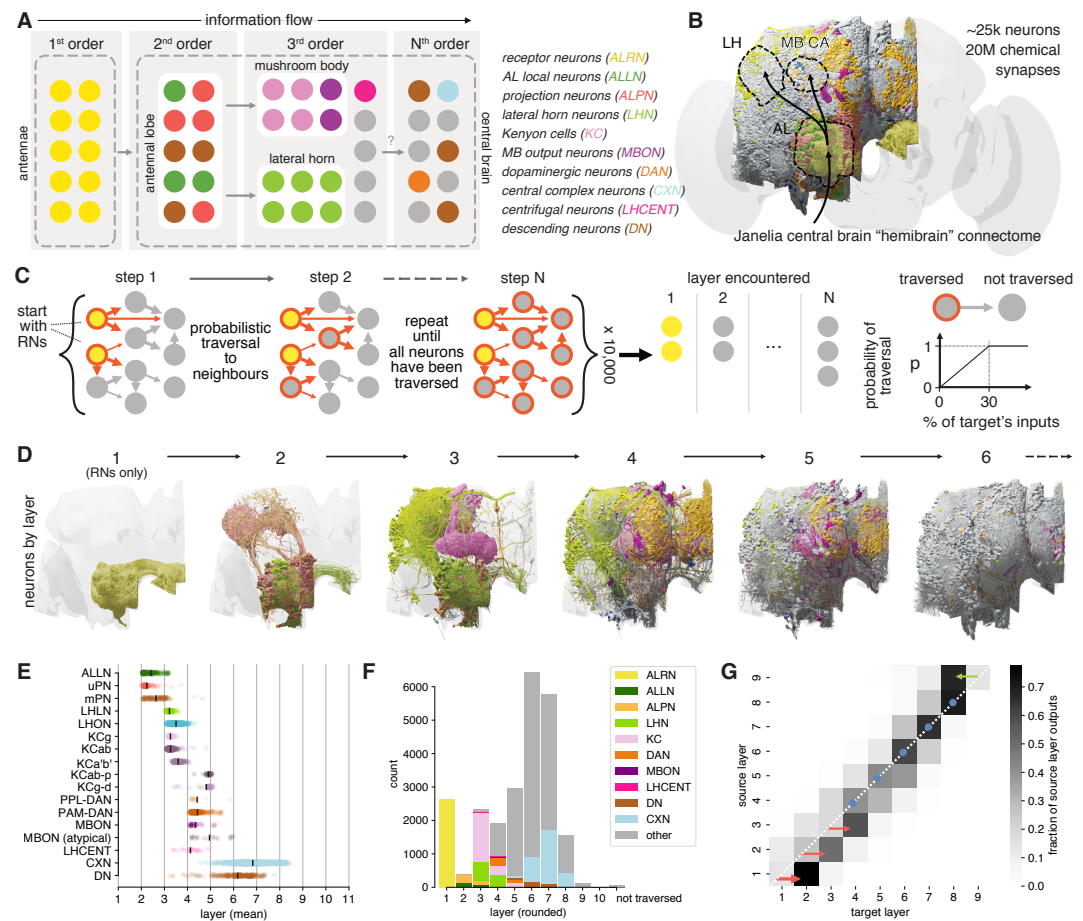 A
information flow
1st order
2nd order
3rd order
Nth order
mushroom body
lateral horn
antennae
antennal lobe
?
central brain
receptor neurons (ALRN)
AL local neurons (ALLN)
projection neurons (ALPN)
lateral horn neurons (LHN)
Kenyon cells (KC)
MB output neurons (MBON)
dopaminergic neurons (DAN)
central complex neurons (CXN)
centrifugal neurons (LHCENT)
descending neurons (DN)
B
LH
MB CA
AL
~25k neurons
20M chemical
synapses
Janelia central brain “hemibrain” connectome
C
step 1
step 2
step N
start
with
RNs
probabilistic
traversal
to
neighbours
repeat
until
all neurons
have been
traversed
x 10,000
layer encountered
1
2
N
...
traversed
not traversed
probability of
traversal
p
1
0
0
30
% of target's inputs
D
neurons by layer
1
(RNs only)
2
3
4
5
6
E
ALLN
uPN
mPN
LHLN
LHON
KCg
KCab
KCa'b'
KCab-p
KCg-d
PPL-DAN
PAM-DAN
MBON
MBON (atypical)
LHCENT
CXN
DN
1 2 3 4 5 6 7 8 9 10 11
layer (mean)
F
count
6000
5000
4000
3000
2000
1000
0
1 2 3 4 5 6 7 8 9 10 11 not traversed
layer (rounded)
ALRN
ALLN
ALPN
LHN
KC
DAN
MBON
LHCENT
DN
CXN
other
G
source layer
9
8
7
6
5
4
3
2
1
1 2 3 4 5 6 7 8 9
target layer
0.7
0.6
0.5
0.4
0.3
0.2
0.1
0.0
fraction of source layer outputs